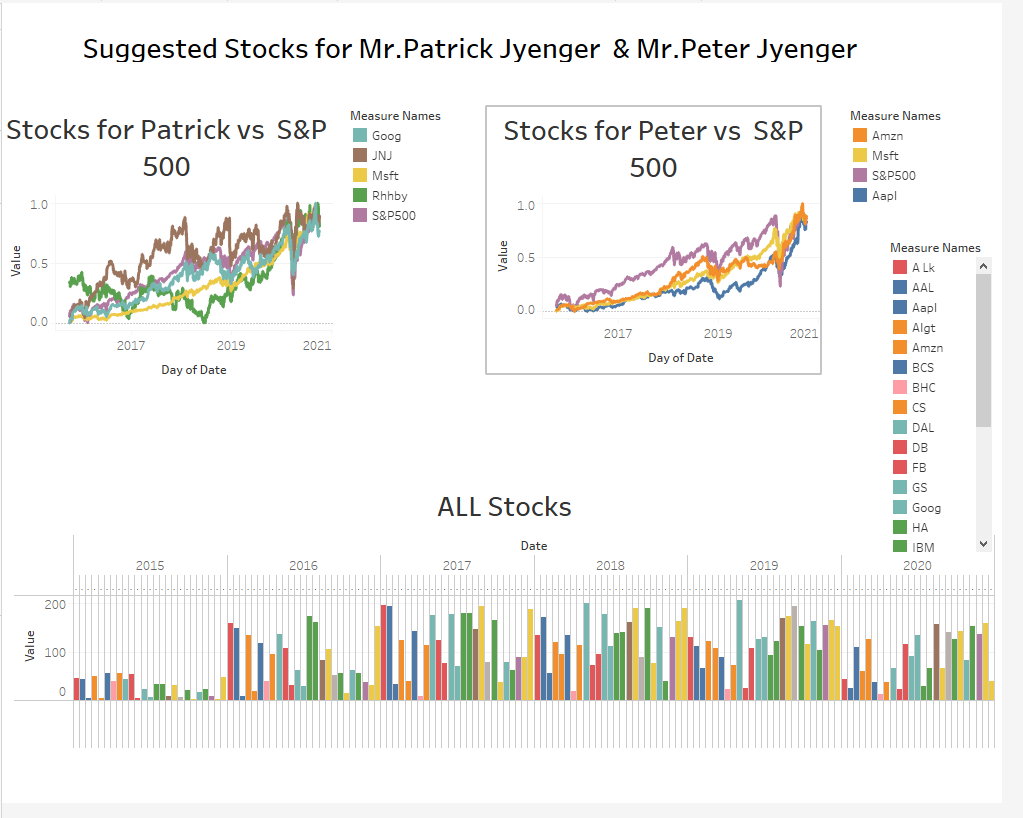 Suggested Stocks for Mr.Patrick Jyenger & Mr.Peter Jyenger
Stocks for Patrick vs S&P
500
1.0
0.5
0.0
Value
2017
2019
2021
Day of Date
Measure Names
Goog
JNJ
Msft
Rhhby
S&P500
Stocks for Peter vs S&P
500
1.0
0.5
0.0
Value
2017
2019
2021
Day of Date
Measure Names
Amzn
Msft
S&P500
Aapl
Measure Names
A Lk
AAL
Aapl
Algt
Amzn
BCS
BHC
CS
DAL
DB
FB
GS
Goog
HA
IBM
ALL Stocks
Date
2015
2016
2017
2018
2019
2020
200
100
0
Value